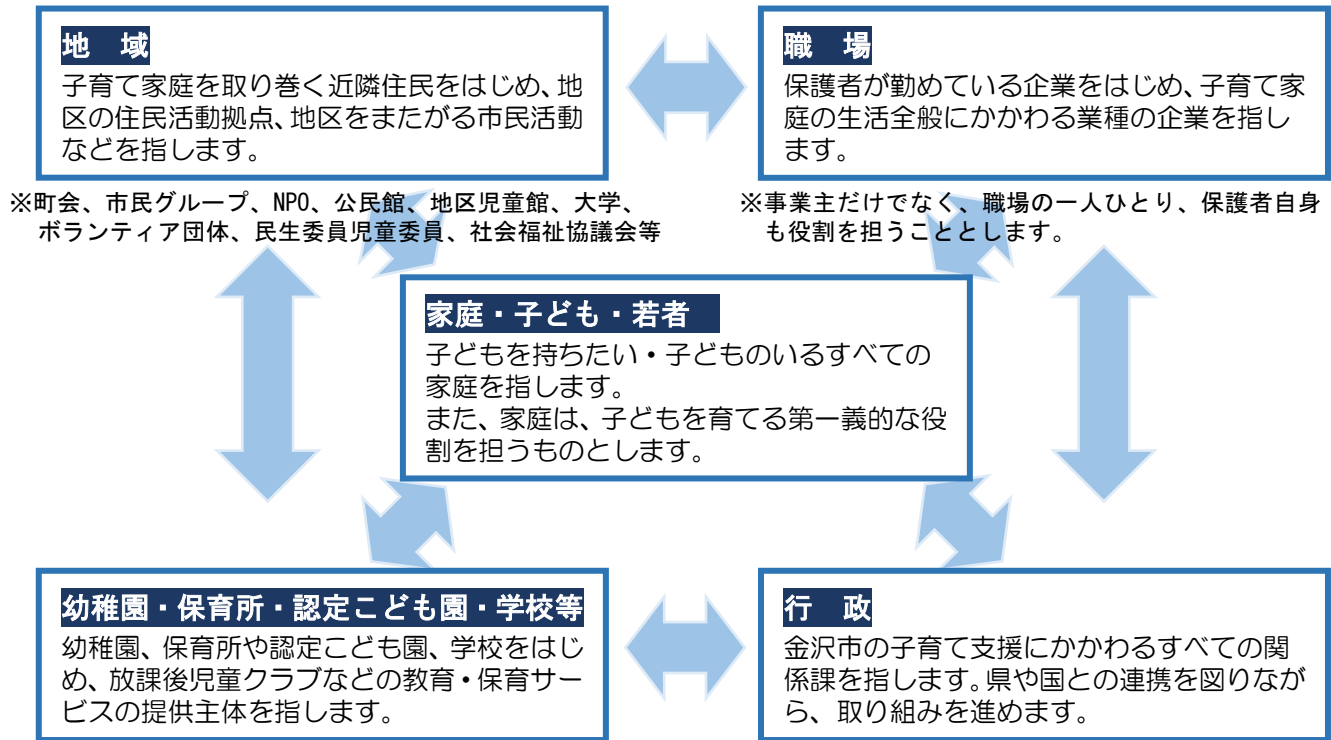 地　域
子育て家庭を取り巻く近隣住民をはじめ、地
区の住民活動拠点、地区をまたがる市民活動
などを指します。
※町会、市民グループ、NPO、公民館、地区児童館、大学、
ボランティア団体、民生委員児童委員、社会福祉協議会等
職　場
保護者が勤めている企業をはじめ、子育て家
庭の生活全般にかかわる業種の企業を指し
ます。
※事業主だけでなく、職場の一人ひとり、保護者自身
も役割を担うこととします。
家庭・子ども・若者
子どもを持ちたい・子どものいるすべての
家庭を指します。
また、家庭は、子どもを育てる第一義的な役
割を担うものとします。
幼稚園・保育所・認定こども園・学校等
幼稚園、保育所や認定こども園、学校をはじ
め、放課後児童クラブなどの教育・保育サー
ビスの提供主体を指します。
行　政
金沢市の子育て支援にかかわるすべての関
係課を指します。県や国との連携を図りなが
ら、取り組みを進めます。